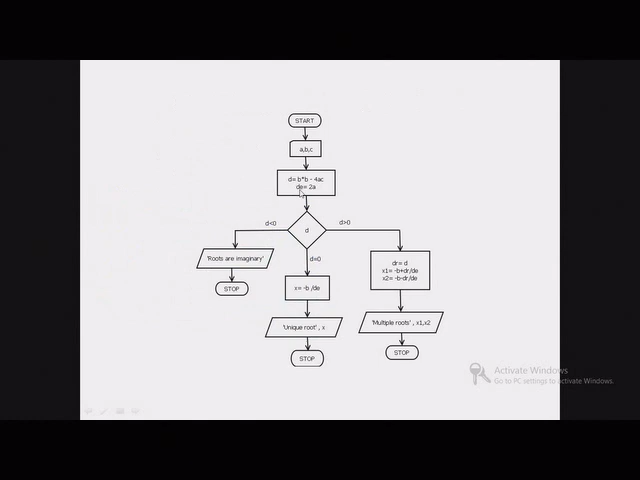 START
a,b,c
d= b*b - 4ac
de= 2a
d<0
d
d>0
d=0
'Roots are imaginary'
STOP
x= -b /de
'Unique root' , x
STOP
dr= d
x1= -b+dr/de
x2= -b-dr/de
'Multiple roots' , x1,x2
STOP
Activate Windows
Go to PC settings to activate Windows.